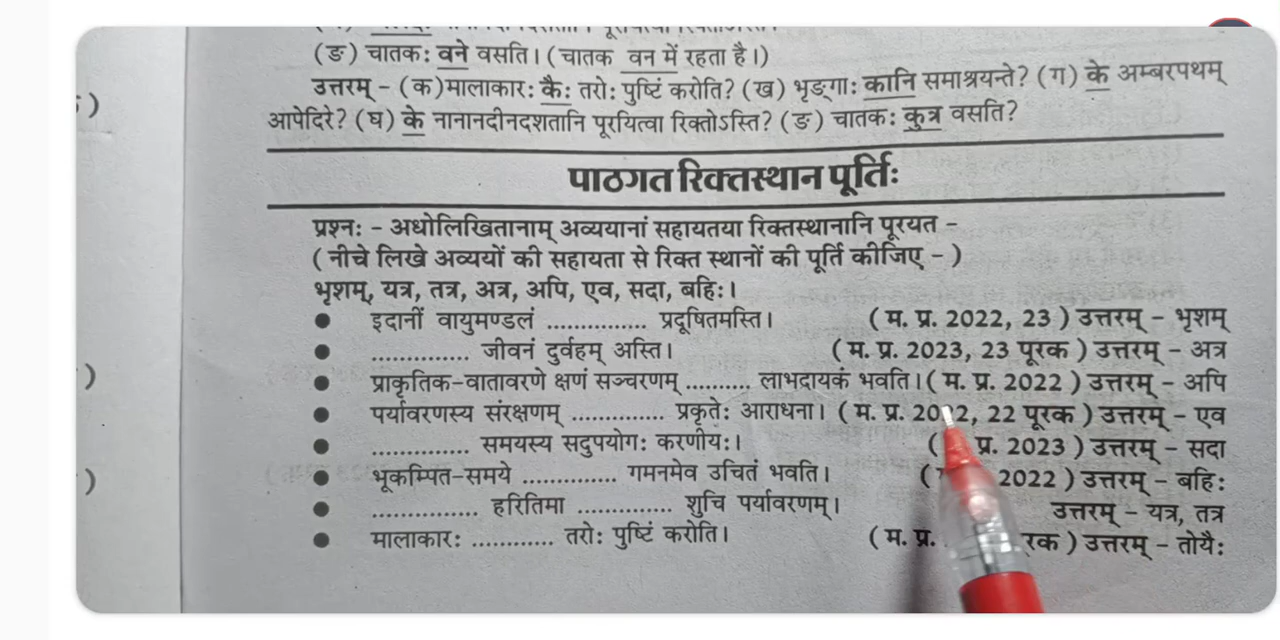 (ङ) चातकः वने वसति। (चातक वन में रहता है।)
उत्तरम् - (क)मालाकारः कैः तरोः पुष्टिं करोति? (ख) भृङ्गाः कानि समाश्रयन्ते? (ग) के अम्बरपथम्
आपेदिरे? (घ) के नानानदीनदशतानि पूरयित्वा रिक्तोऽस्ति? (ङ) चातकः कुत्र वसति?
पाठगत रिक्तस्थान पूर्तिः
प्रश्नः - अधोलिखितानाम् अव्ययानां सहायतया रिक्तस्थानानि पूरयत -
( नीचे लिखे अव्ययों की सहायता से रिक्त स्थानों की पूर्ति कीजिए - )
भृशम्, यत्र, तत्र, अत्र, अपि, एव, सदा, बहिः।
● इदानीं वायुमण्डलं ............... प्रदूषितमस्ति। ( म. प्र. 2022, 23 ) उत्तरम् - भृशम्
● ............... जीवनं दुर्वहम् अस्ति। ( म. प्र. 2023, 23 पूरक ) उत्तरम् - अत्र
● प्राकृतिक-वातावरणे क्षणं सञ्चरणम् .......... लाभदायकं भवति। ( म. प्र. 2022 ) उत्तरम् - अपि
● पर्यावरणस्य संरक्षणम् .............. प्रकृतेः आराधना। ( म. प्र. 2022, 22 पूरक ) उत्तरम् - एव
● ............... समयस्य सदुपयोगः करणीयः। ( प्र. 2023 ) उत्तरम् - सदा
● भूकम्पित-समये .............. गमनमेव उचितं भवति। ( 2022 ) उत्तरम् - बहिः
● ................ हरितिमा .............. शुचि पर्यावरणम्। उत्तरम् - यत्र, तत्र
● मालाकारः ............ तरोः पुष्टिं करोति। ( म. प्र. रक ) उत्तरम् - तोयैः